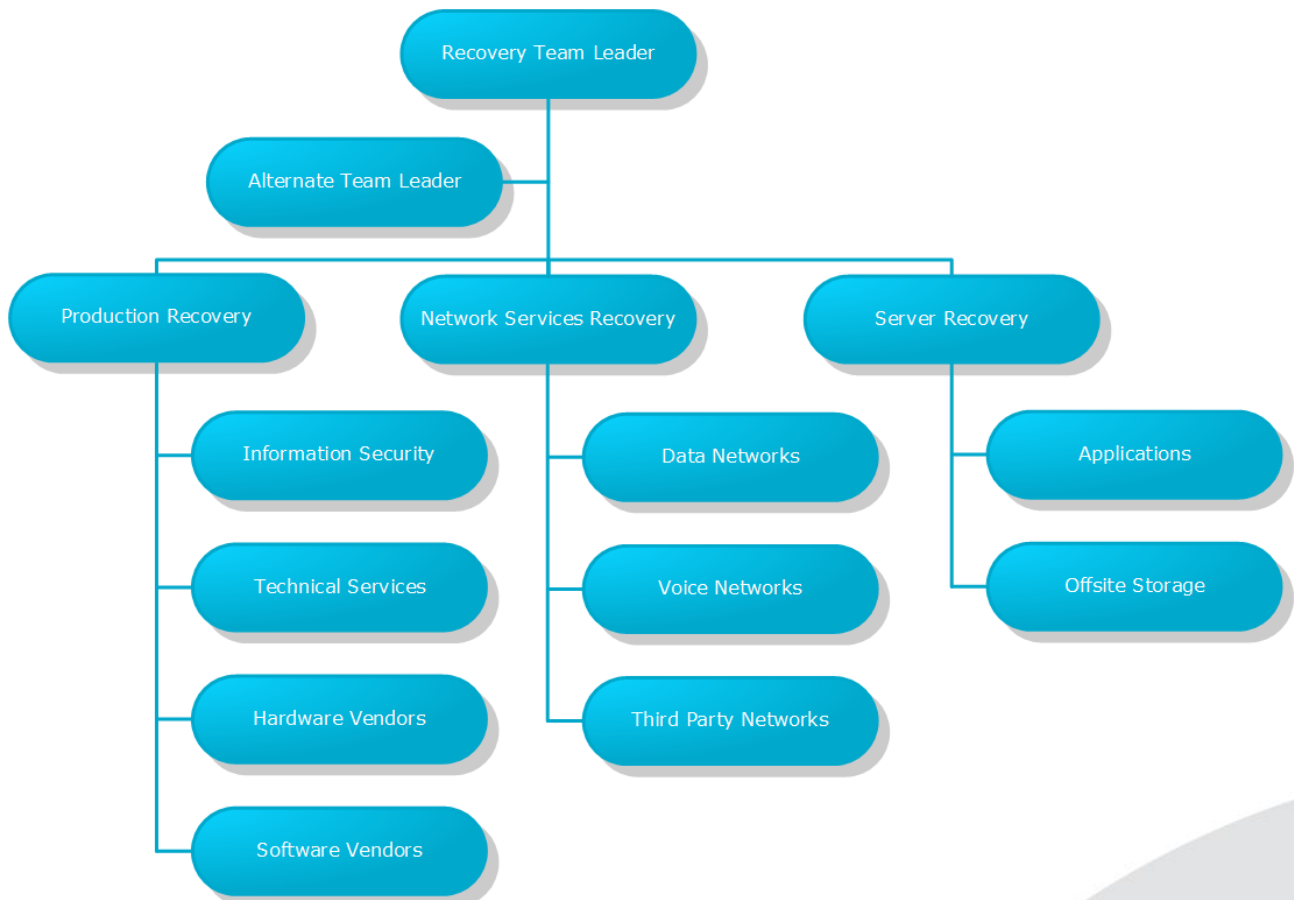 Recovery Team Leader
Alternate Team Leader
Production Recovery
Network Services Recovery
Server Recovery
Information Security
Data Networks
Applications
Technical Services
Voice Networks
Offsite Storage
Hardware Vendors
Third Party Networks
Software Vendors